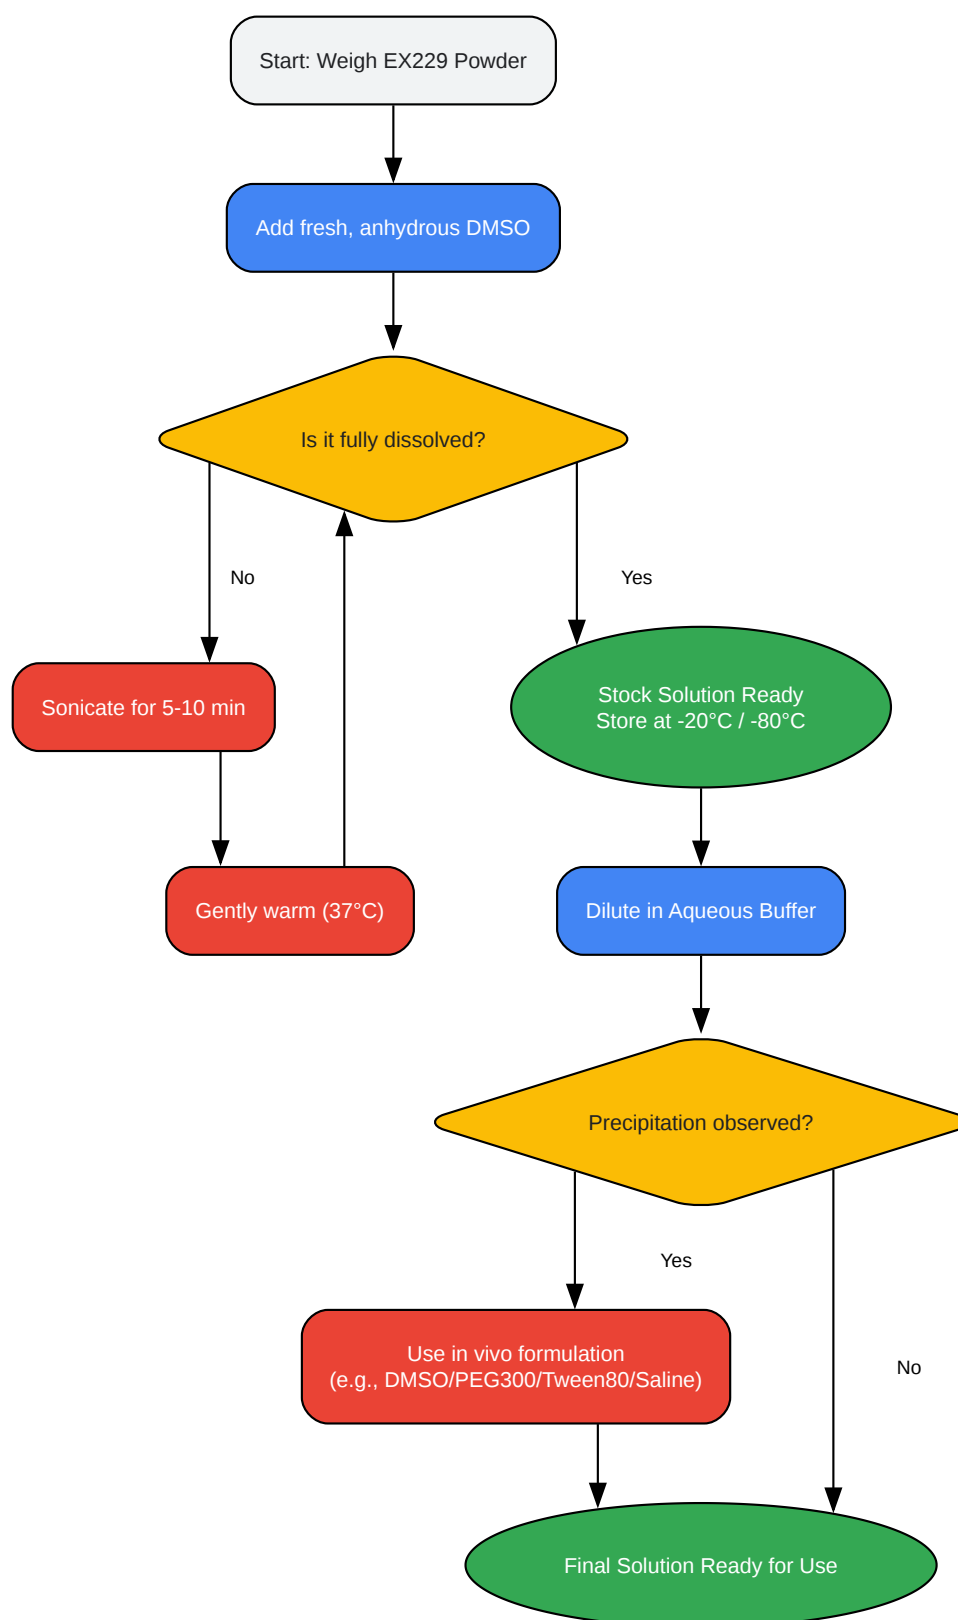 Start: Weigh EX229 Powder
Add fresh, anhydrous DMSO
Is it fully dissolved?
No
Yes
Sonicate for 5-10 min
Stock Solution Ready
Store at -20°C / -80°C
Gently warm (37°C)
Dilute in Aqueous Buffer
Precipitation observed?
Yes
Use in vivo formulation
(e.g., DMSO/PEG300/Tween80/Saline)
No
Final Solution Ready for Use